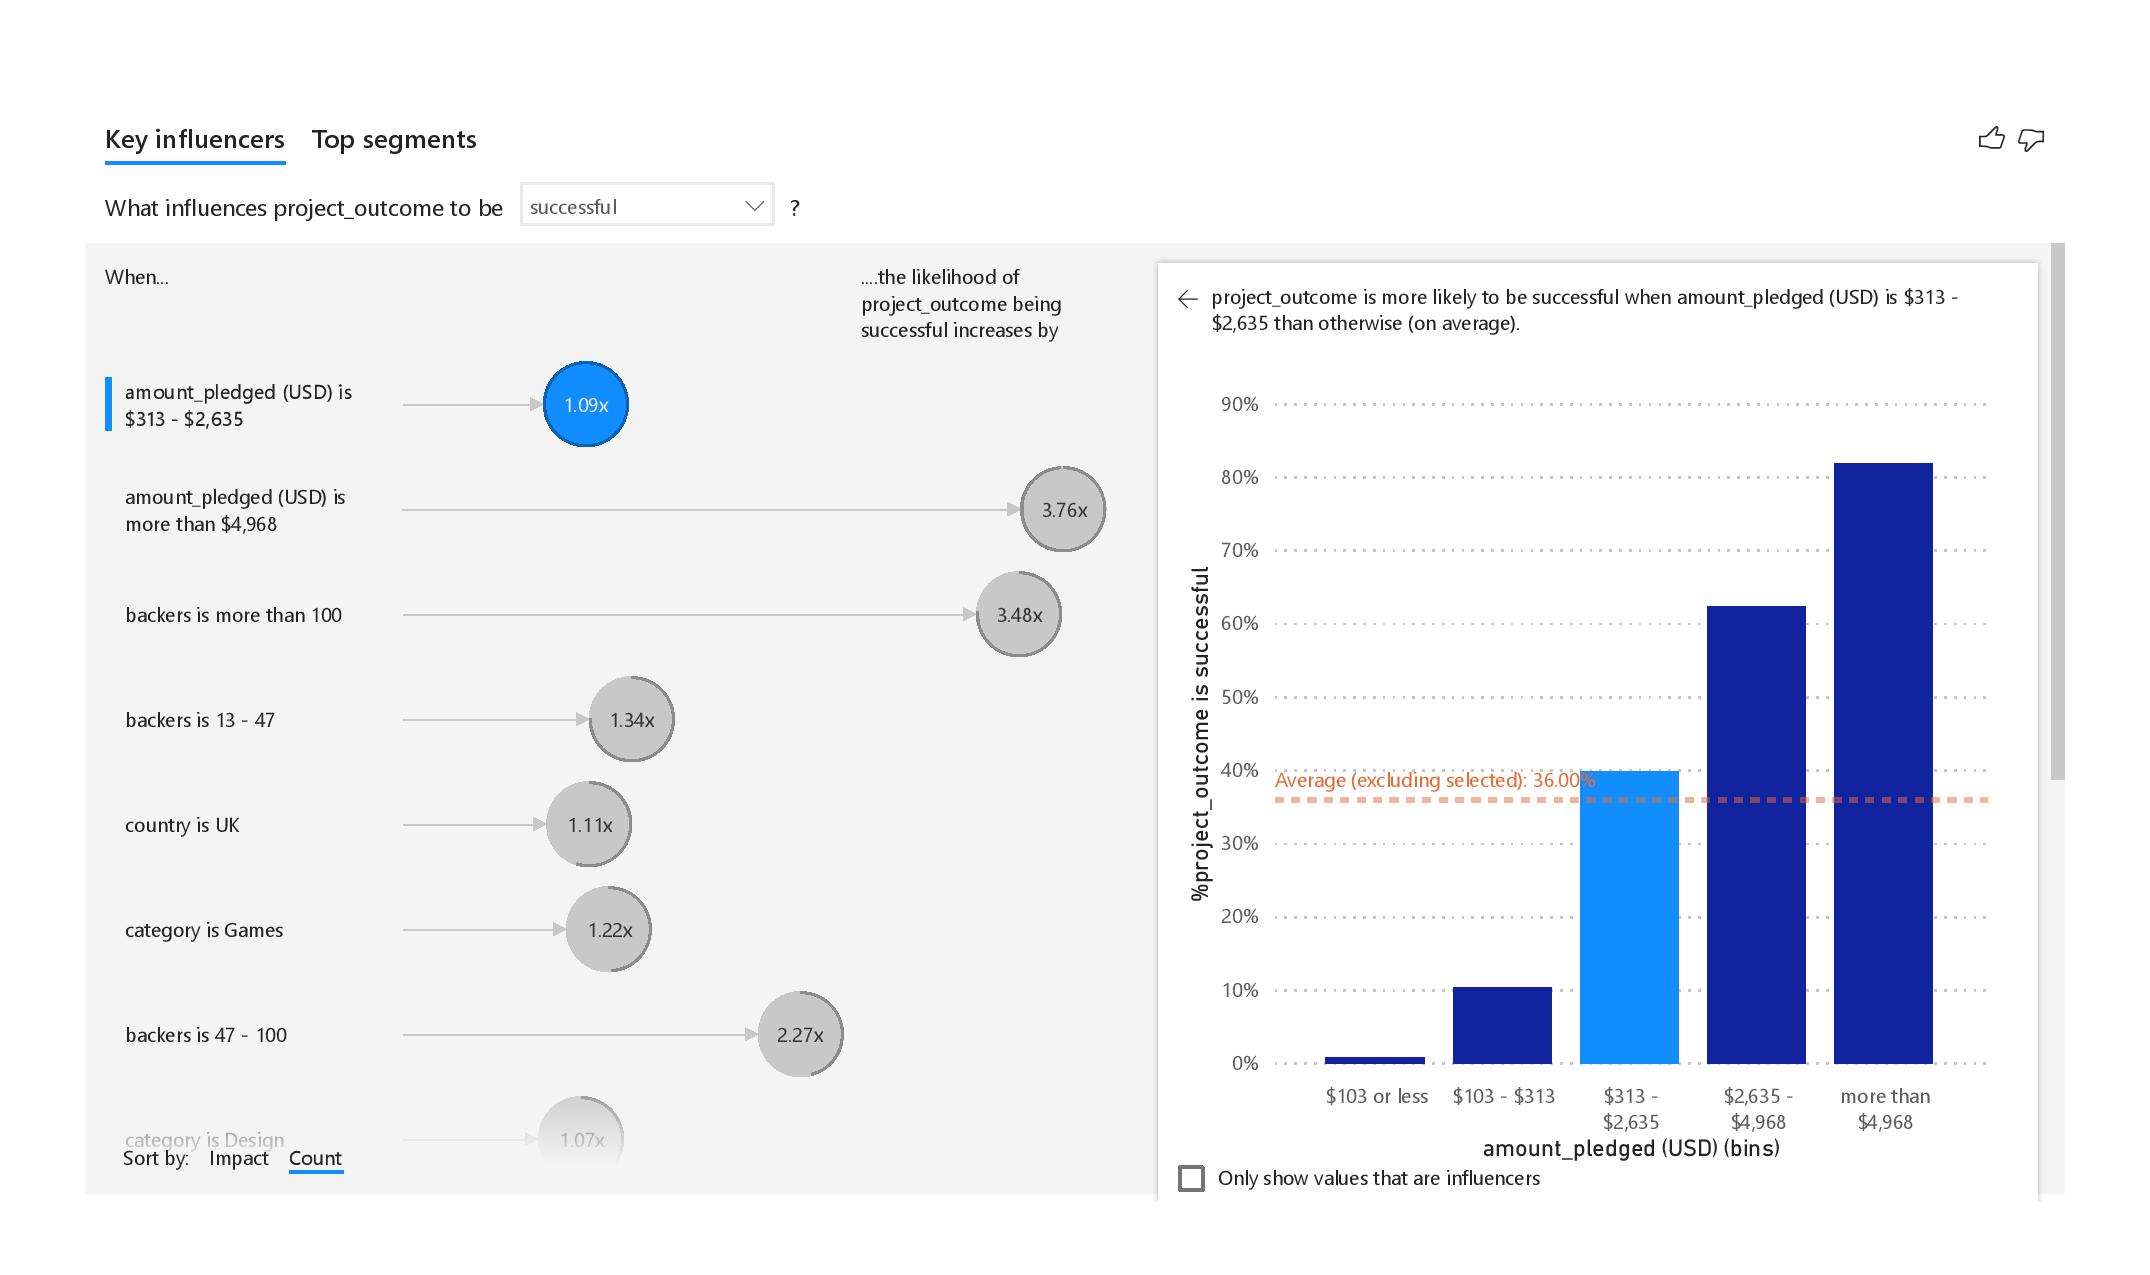 Key influencers Top segments
What influences project_outcome to be successful ?
When...
....the likelihood of
project_outcome being
successful increases by
amount_pledged (USD) is
$313 - $2,635
1.09x
amount_pledged (USD) is
more than $4,968
3.76x
backers is more than 100
3.48x
backers is 13 - 47
1.34x
country is UK
1.11x
category is Games
1.22x
backers is 47 - 100
2.27x
category is Design
1.07x
Sort by: Impact Count
project_outcome is more likely to be successful when amount_pledged (USD) is $313 -
$2,635 than otherwise (on average).
%project_outcome is successful
90%
80%
70%
60%
50%
40%
Average (excluding selected): 36.00%
30%
20%
10%
0%
$103 or less
$103 - $313
$313 -
$2,635
$2,635 -
$4,968
more than
$4,968
amount_pledged (USD) (bins)
Only show values that are influencers